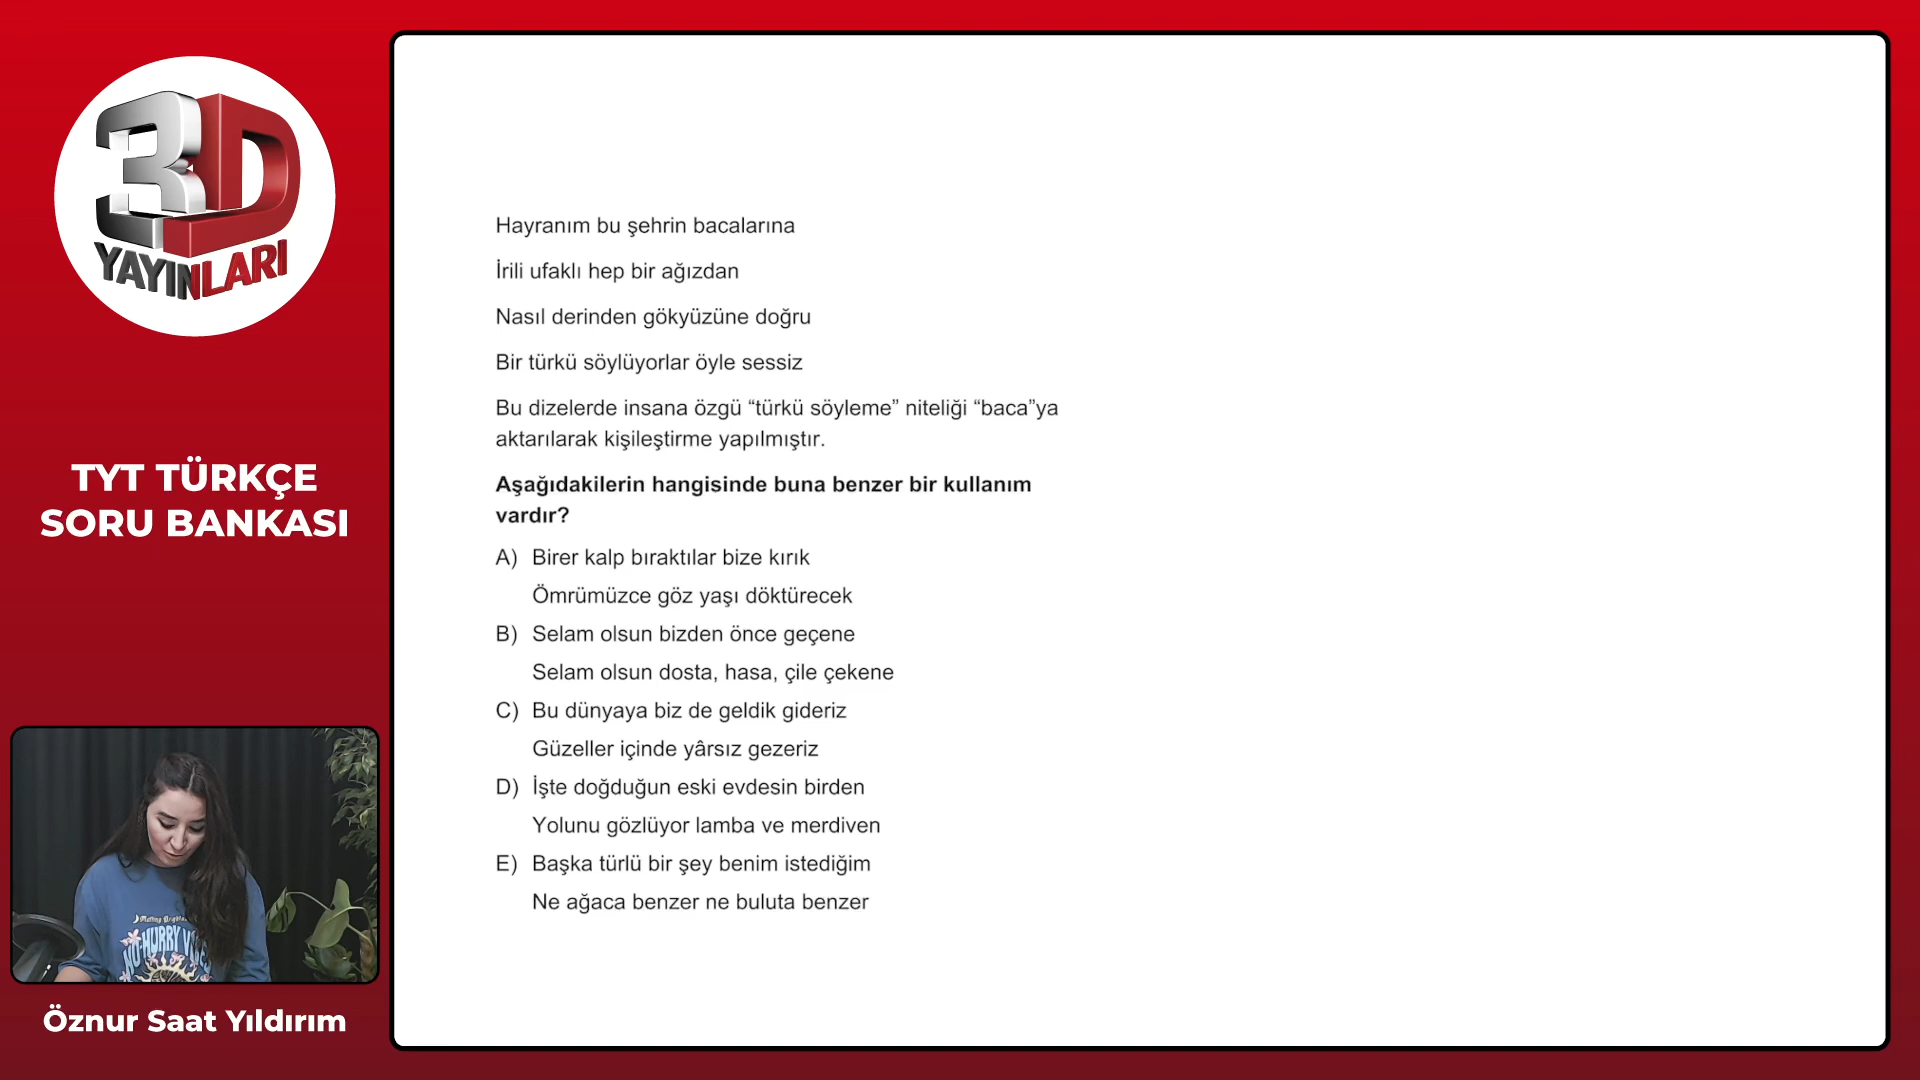 3D
YAYINLARI
TYT TÜRKÇE
SORU BANKASI
Öznur Saat Yıldırım
Hayranım bu şehrin bacalarına
İrili ufaklı hep bir ağızdan
Nasıl derinden gökyüzüne doğru
Bir türkü söylüyorlar öyle sessiz
Bu dizelerde insana özgü “türkü söyleme” niteliği “baca”ya
aktarılarak kişileştirme yapılmıştır.
Aşağıdakilerin hangisinde buna benzer bir kullanım
vardır?
A) Birer kalp bıraktılar bize kırık
Ömrümüzce göz yaşı döktürecek
B) Selam olsun bizden önce geçene
Selam olsun dosta, hasa, çile çekene
C) Bu dünyaya biz de geldik gideriz
Güzeller içinde yârsız gezeriz
D) İşte doğduğun eski evdesin birden
Yolunu gözlüyor lamba ve merdiven
E) Başka türlü bir şey benim istediğim
Ne ağaca benzer ne buluta benzer